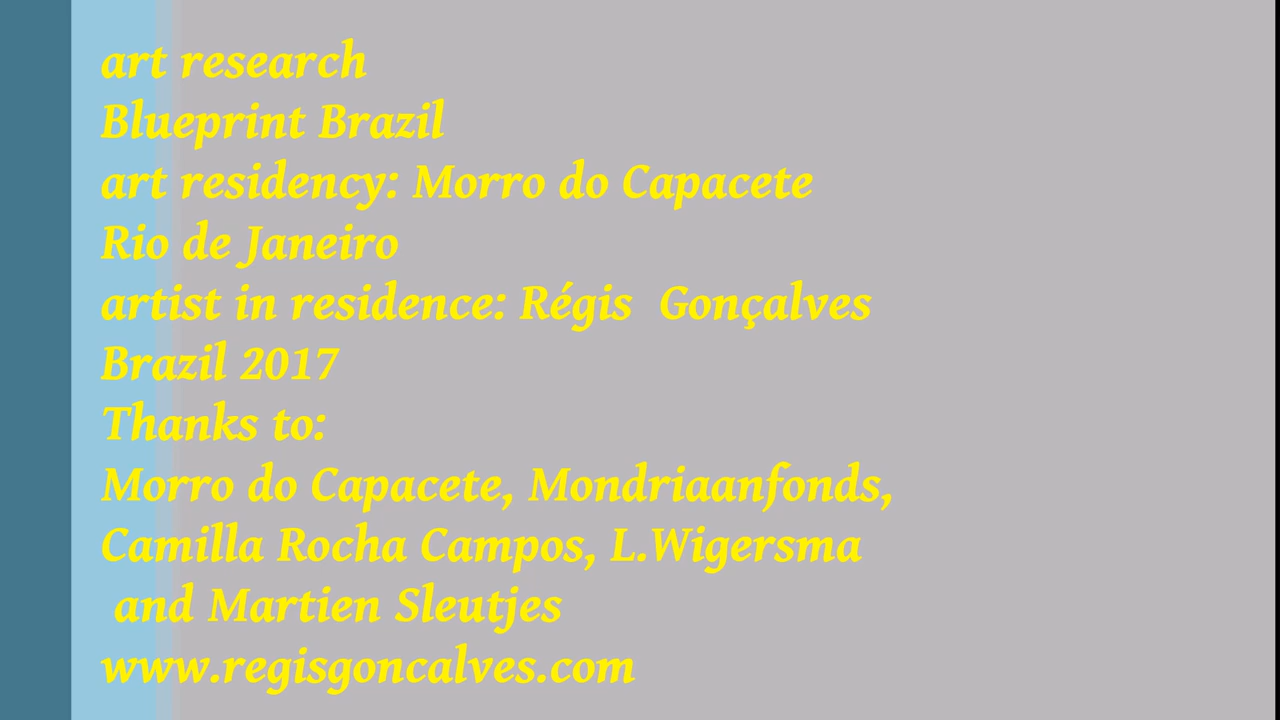 art research
Blueprint Brazil
art residency: Morro do Capacete
Rio de Janeiro
artist in residence: Régis  Gonçalves
Brazil 2017
Thanks to:
Morro do Capacete, Mondriaanfonds,
Camilla Rocha Campos, L.Wigersma
and Martien Sleutjes
www.regisgoncalves.com